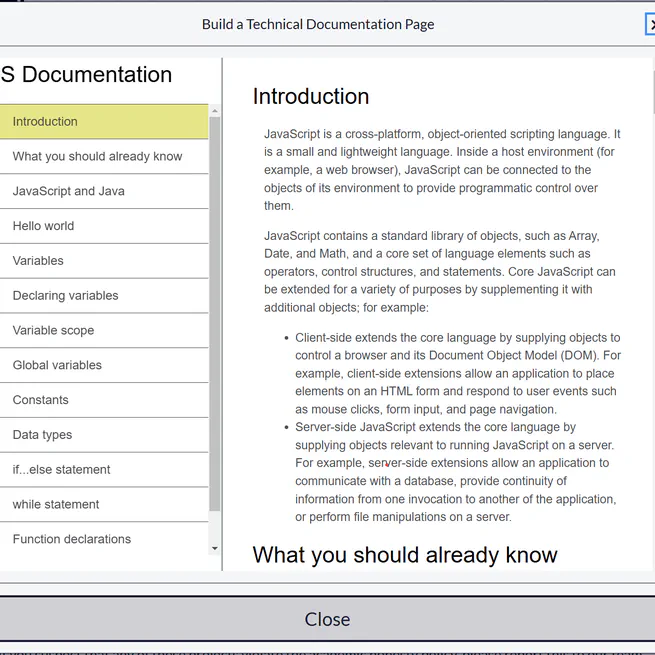 Build a Technical Documentation Page
S Documentation
Introduction
What you should already know
JavaScript and Java
Hello world
Variables
Declaring variables
Variable scope
Global variables
Constants
Data types
if...else statement
while statement
Function declarations
Introduction
JavaScript is a cross-platform, object-oriented scripting language. It
is a small and lightweight language. Inside a host environment (for
example, a web browser), JavaScript can be connected to the
objects of its environment to provide programmatic control over
them.
JavaScript contains a standard library of objects, such as Array,
Date, and Math, and a core set of language elements such as
operators, control structures, and statements. Core JavaScript can
be extended for a variety of purposes by supplementing it with
additional objects; for example:
• Client-side extends the core language by supplying objects to
control a browser and its Document Object Model (DOM). For
example, client-side extensions allow an application to place
elements on an HTML form and respond to user events such
as mouse clicks, form input, and page navigation.
• Server-side JavaScript extends the core language by
supplying objects relevant to running JavaScript on a server.
For example, server-side extensions allow an application to
communicate with a database, provide continuity of
information from one invocation to another of the application,
or perform file manipulations on a server.
What you should already know
Close